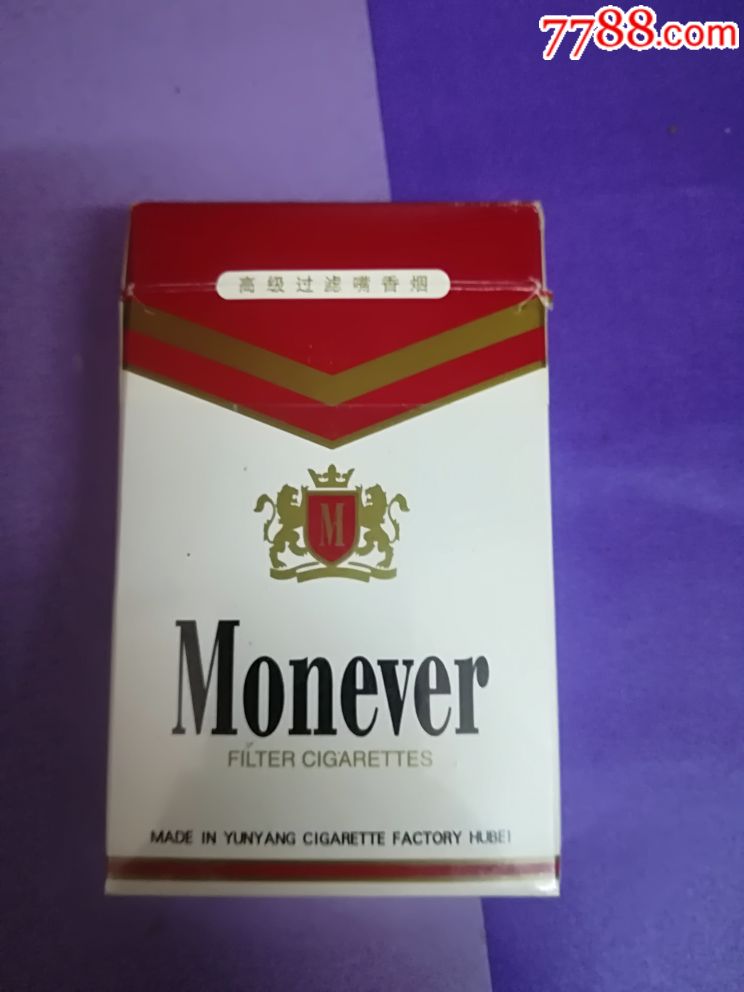 7788.com
高级过滤嘴香烟
M
Monever
FILTER CIGARETTES
MADE IN YUNYANG CIGARETTE FACTORY HUBEI